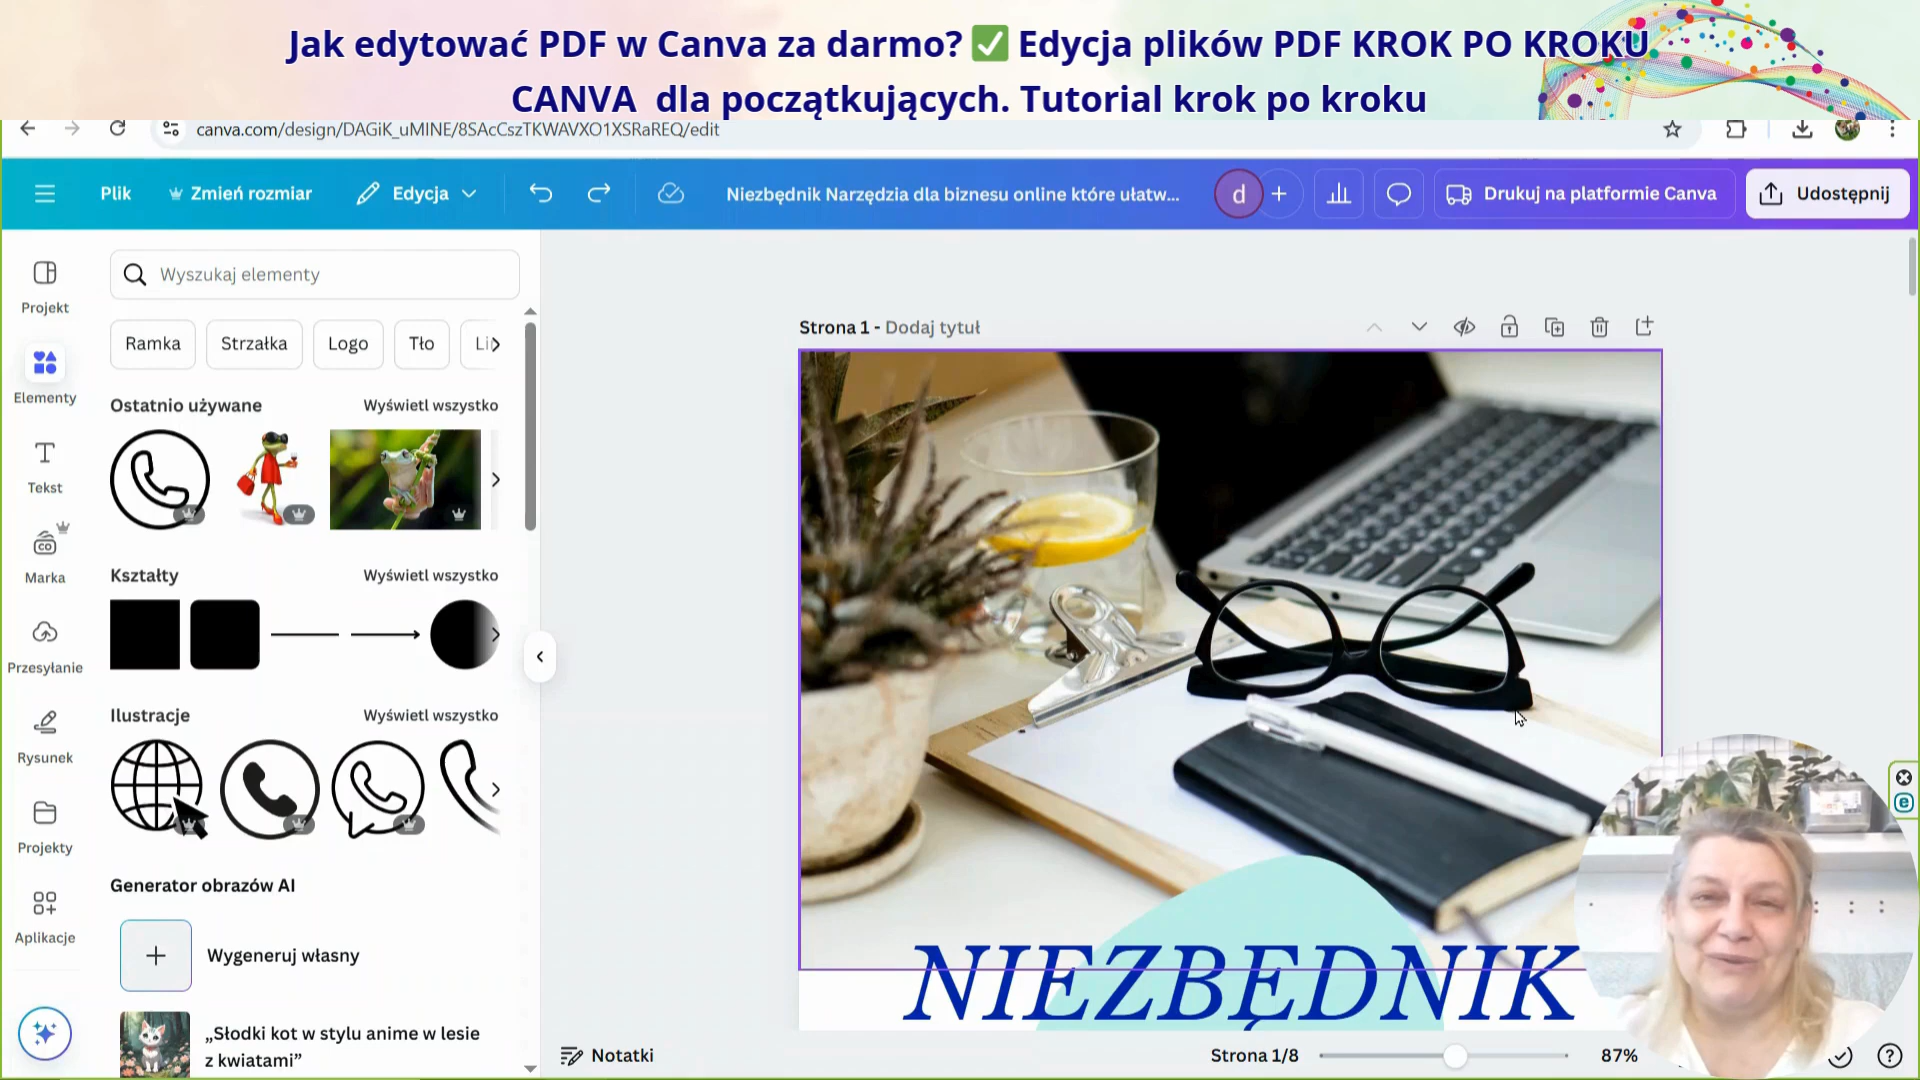 Jak edytować PDF w Canva za darmo? ✅ Edycja plików PDF KROK PO KROKU
CANVA dla początkujących. Tutorial krok po kroku
canva.com/design/DAGiK_uMINE/8SAcCszTKWAVXO1XSRaREQ/edit
Plik
Zmień rozmiar
Edycja
Niezbędnik Narzędzia dla biznesu online które ułatw...
d
Drukuj na platformie Canva
Udostępnij
Projekt
Elementy
Tekst
Marka
Przesyłanie
Rysunek
Projekty
Aplikacje
Wyszukaj elementy
Ramka
Strzałka
Logo
Tło
Ostatnio używane
Wyświetl wszystko
Kształty
Wyświetl wszystko
Ilustracje
Wyświetl wszystko
Generator obrazów AI
Wygeneruj własny
„Słodki kot w stylu anime w lesie
z kwiatami”
Strona 1 - Dodaj tytuł
NIEZBĘDNIK
Notatki
Strona 1/8
87%